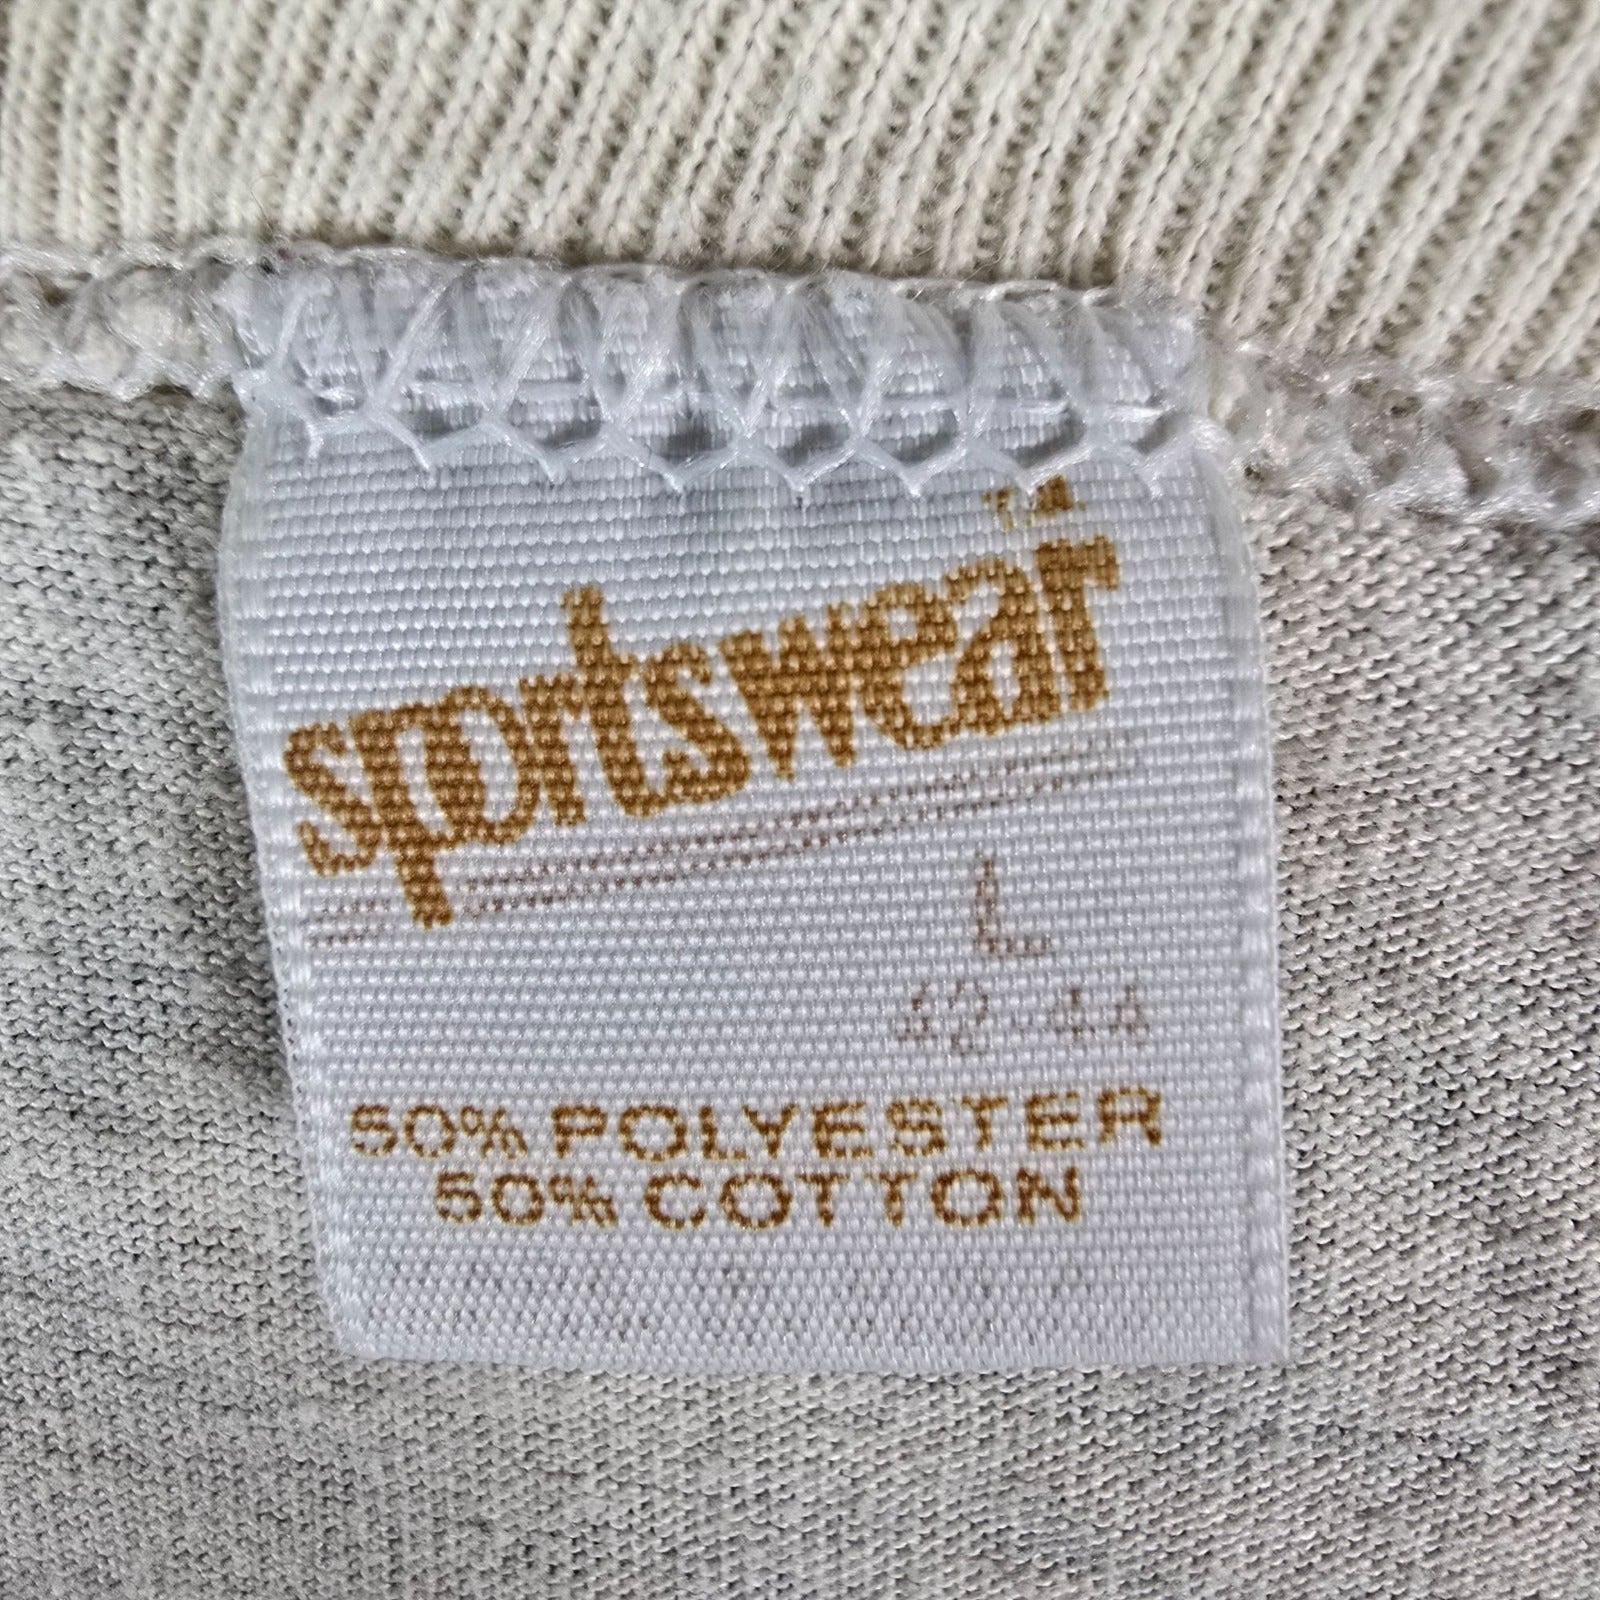 TM
sportswear
L
42-44
50% POLYESTER
50% COTTON